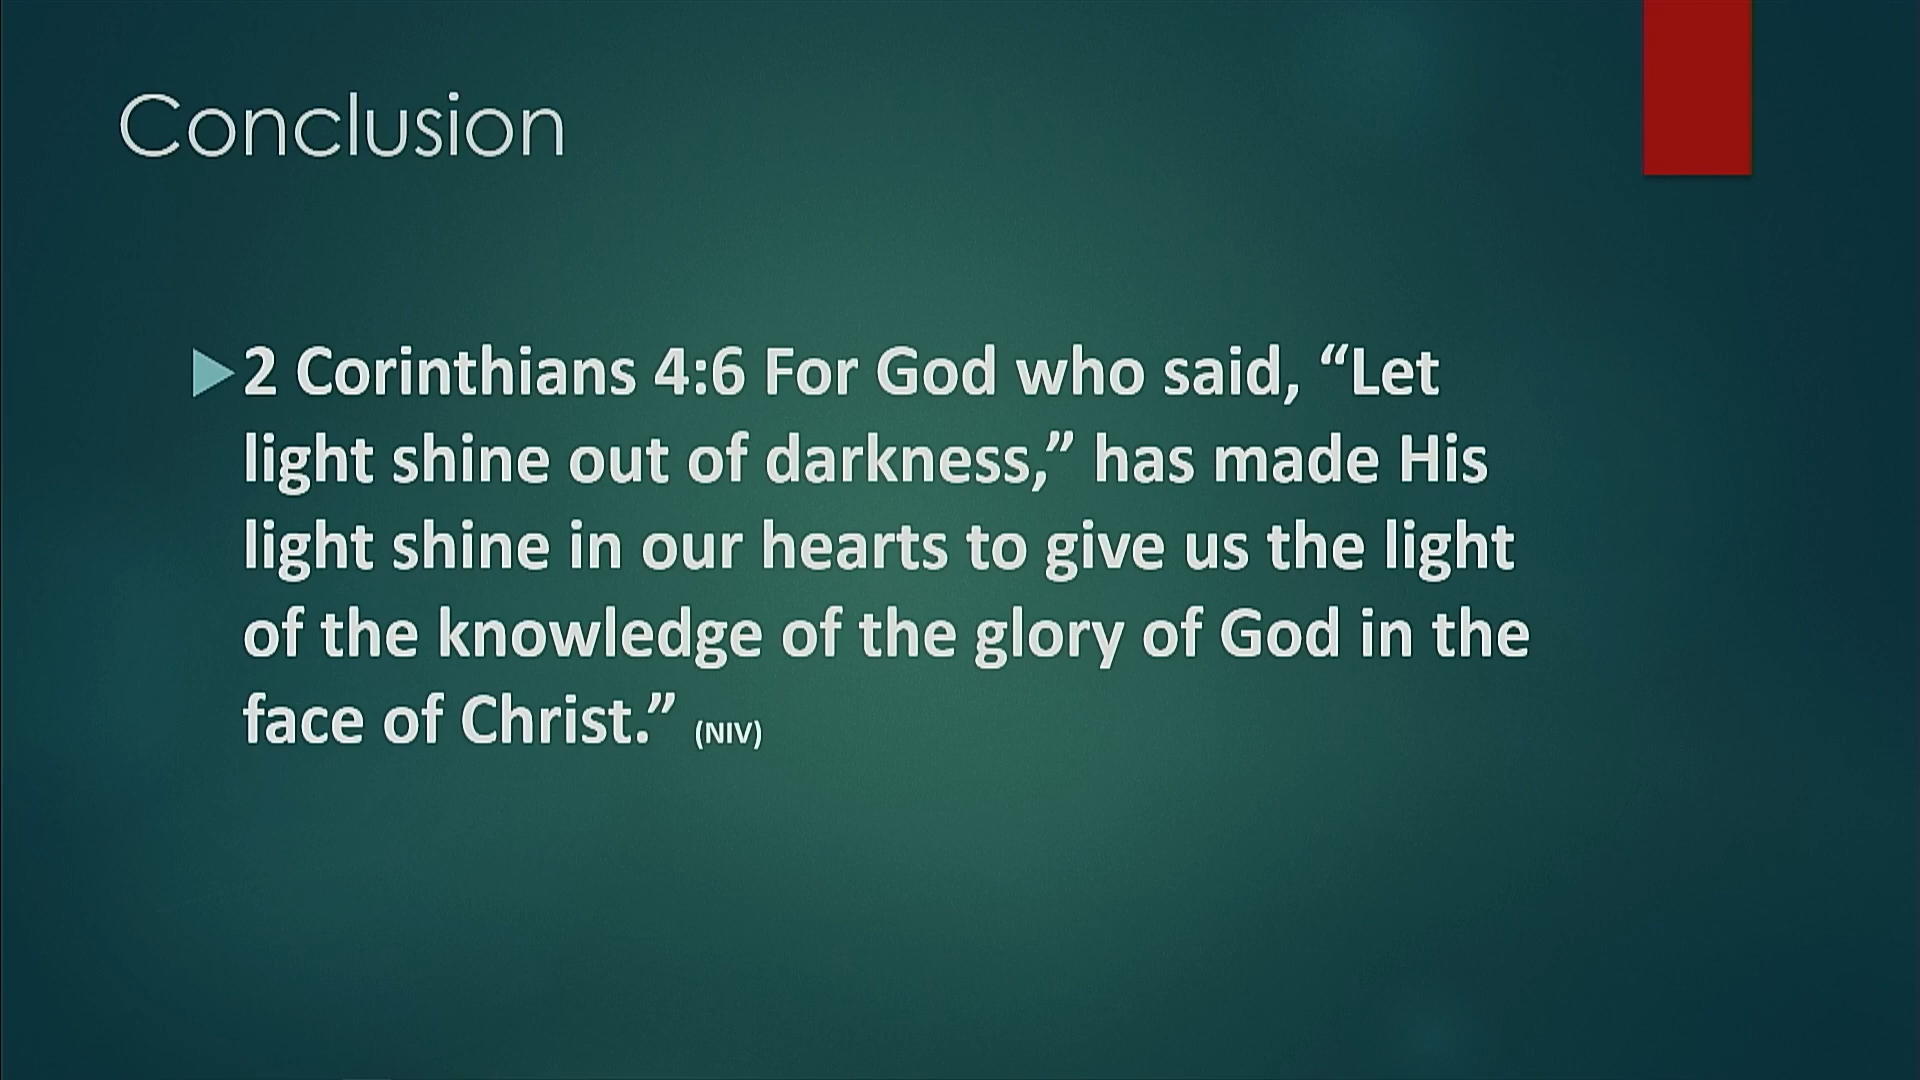 Conclusion
2 Corinthians 4:6 For God who said, “Let
light shine out of darkness,” has made His
light shine in our hearts to give us the light
of the knowledge of the glory of God in the
face of Christ.” (NIV)